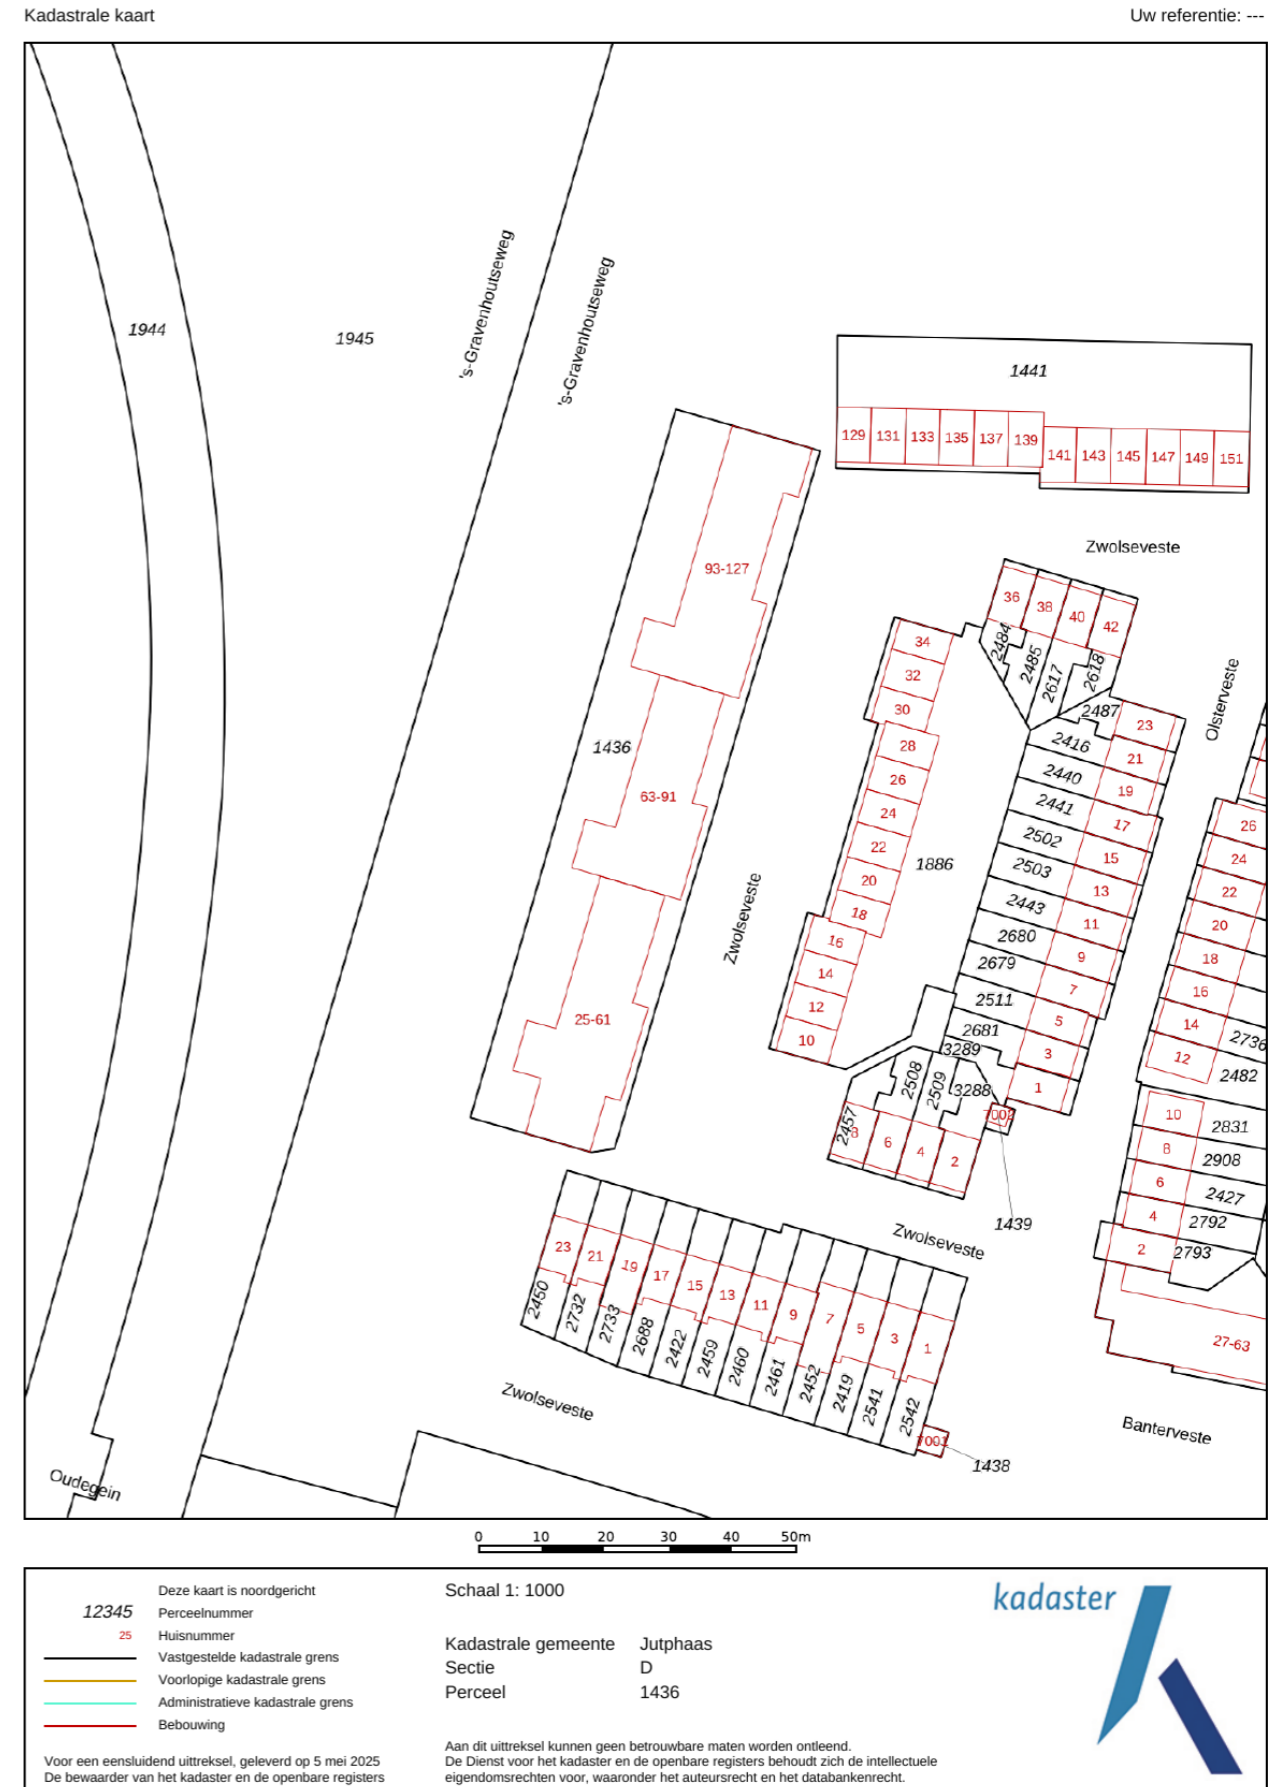 Kadastrale kaart
Uw referentie: ---
's-Gravenhoutseweg
's-Gravenhoutseweg
1944
1945
1441
129 131 133 135 137 139 141 143 145 147 149 151
Zwolseveste
93-127
36 38 40 42
34
32
30
28
26
24
22
20
18
16
14
12
10
2484
2485
2617
2618
2487
Olsterveste
23
21
19
17
15
13
11
9
7
5
3
1
2416
2440
2441
2502
2503
2443
2680
2679
2511
2681
3289
1436
63-91
1886
Zwolseveste
25-61
26
24
22
20
18
16
14
12
2736
2482
2508
2509
3288
7002
2457
8 6 4 2
1439
10
8
6
4
2
2831
2908
2427
2792
2793
Zwolseveste
23 21 19 17 15 13 11 9 7 5 3 1
2450 2732 2733 2688 2422 2459 2460 2461 2452 2419 2541 2542
27-63
Zwolseveste
Banterveste
7001
1438
Oudegein
0 10 20 30 40 50m
Deze kaart is noordgericht
12345 Perceelnummer
25 Huisnummer
Vastgestelde kadastrale grens
Voorlopige kadastrale grens
Administratieve kadastrale grens
Bebouwing
Voor een eensluidend uittreksel, geleverd op 5 mei 2025
De bewaarder van het kadaster en de openbare registers
Schaal 1: 1000
Kadastrale gemeente Jutphaas
Sectie D
Perceel 1436
Aan dit uittreksel kunnen geen betrouwbare maten worden ontleend.
De Dienst voor het kadaster en de openbare registers behoudt zich de intellectuele
eigendomsrechten voor, waaronder het auteursrecht en het databankenrecht.
kadaster